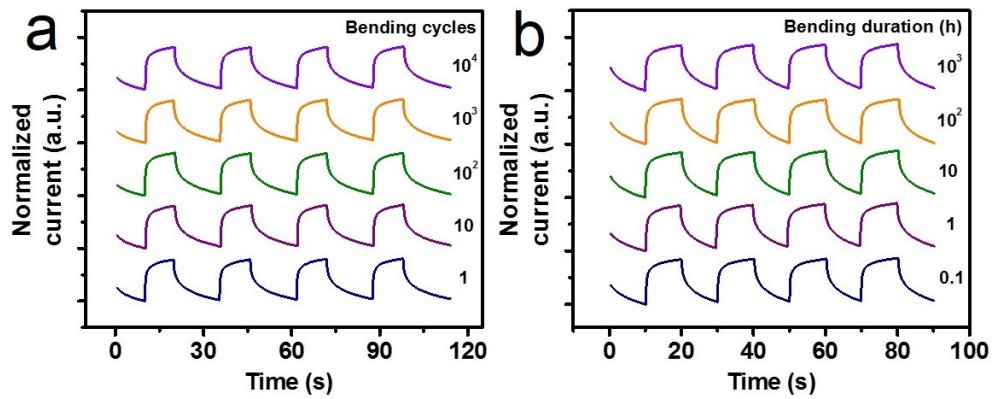 a
Bending cycles
10⁴
10³
10²
10
1
Normalized
current (a.u.)
0 30 60 90 120
Time (s)
b
Bending duration (h)
10³
10²
10
1
0.1
Normalized
current (a.u.)
0 20 40 60 80 100
Time (s)